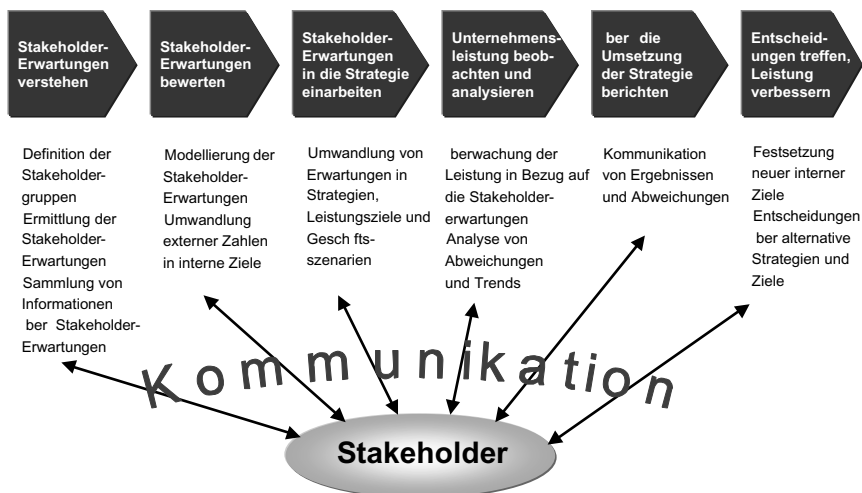 Stakeholder-
Erwartungen
verstehen
Stakeholder-
Erwartungen
bewerten
Stakeholder-
Erwartungen
in die Strategie
einarbeiten
Unternehmens-
leistung beob-
achten und
analysieren
ber die
Umsetzung
der Strategie
berichten
Entscheid-
ungen treffen,
Leistung
verbessern
Definition der
Stakeholder-
gruppen
Ermittlung der
Stakeholder-
Erwartungen
Sammlung von
Informationen
ber Stakeholder-
Erwartungen
Modellierung der
Stakeholder-
Erwartungen
Umwandlung
externer Zahlen
in interne Ziele
Umwandlung von
Erwartungen in
Strategien,
Leistungsziele und
Gesch fts-
szenarien
berwachung der
Leistung in Bezug auf
die Stakeholder-
erwartungen
Analyse von
Abweichungen
und Trends
Kommunikation
von Ergebnissen
und Abweichungen
Festsetzung
neuer interner
Ziele
Entscheidungen
ber alternative
Strategien und
Ziele
Kommunikation
Stakeholder